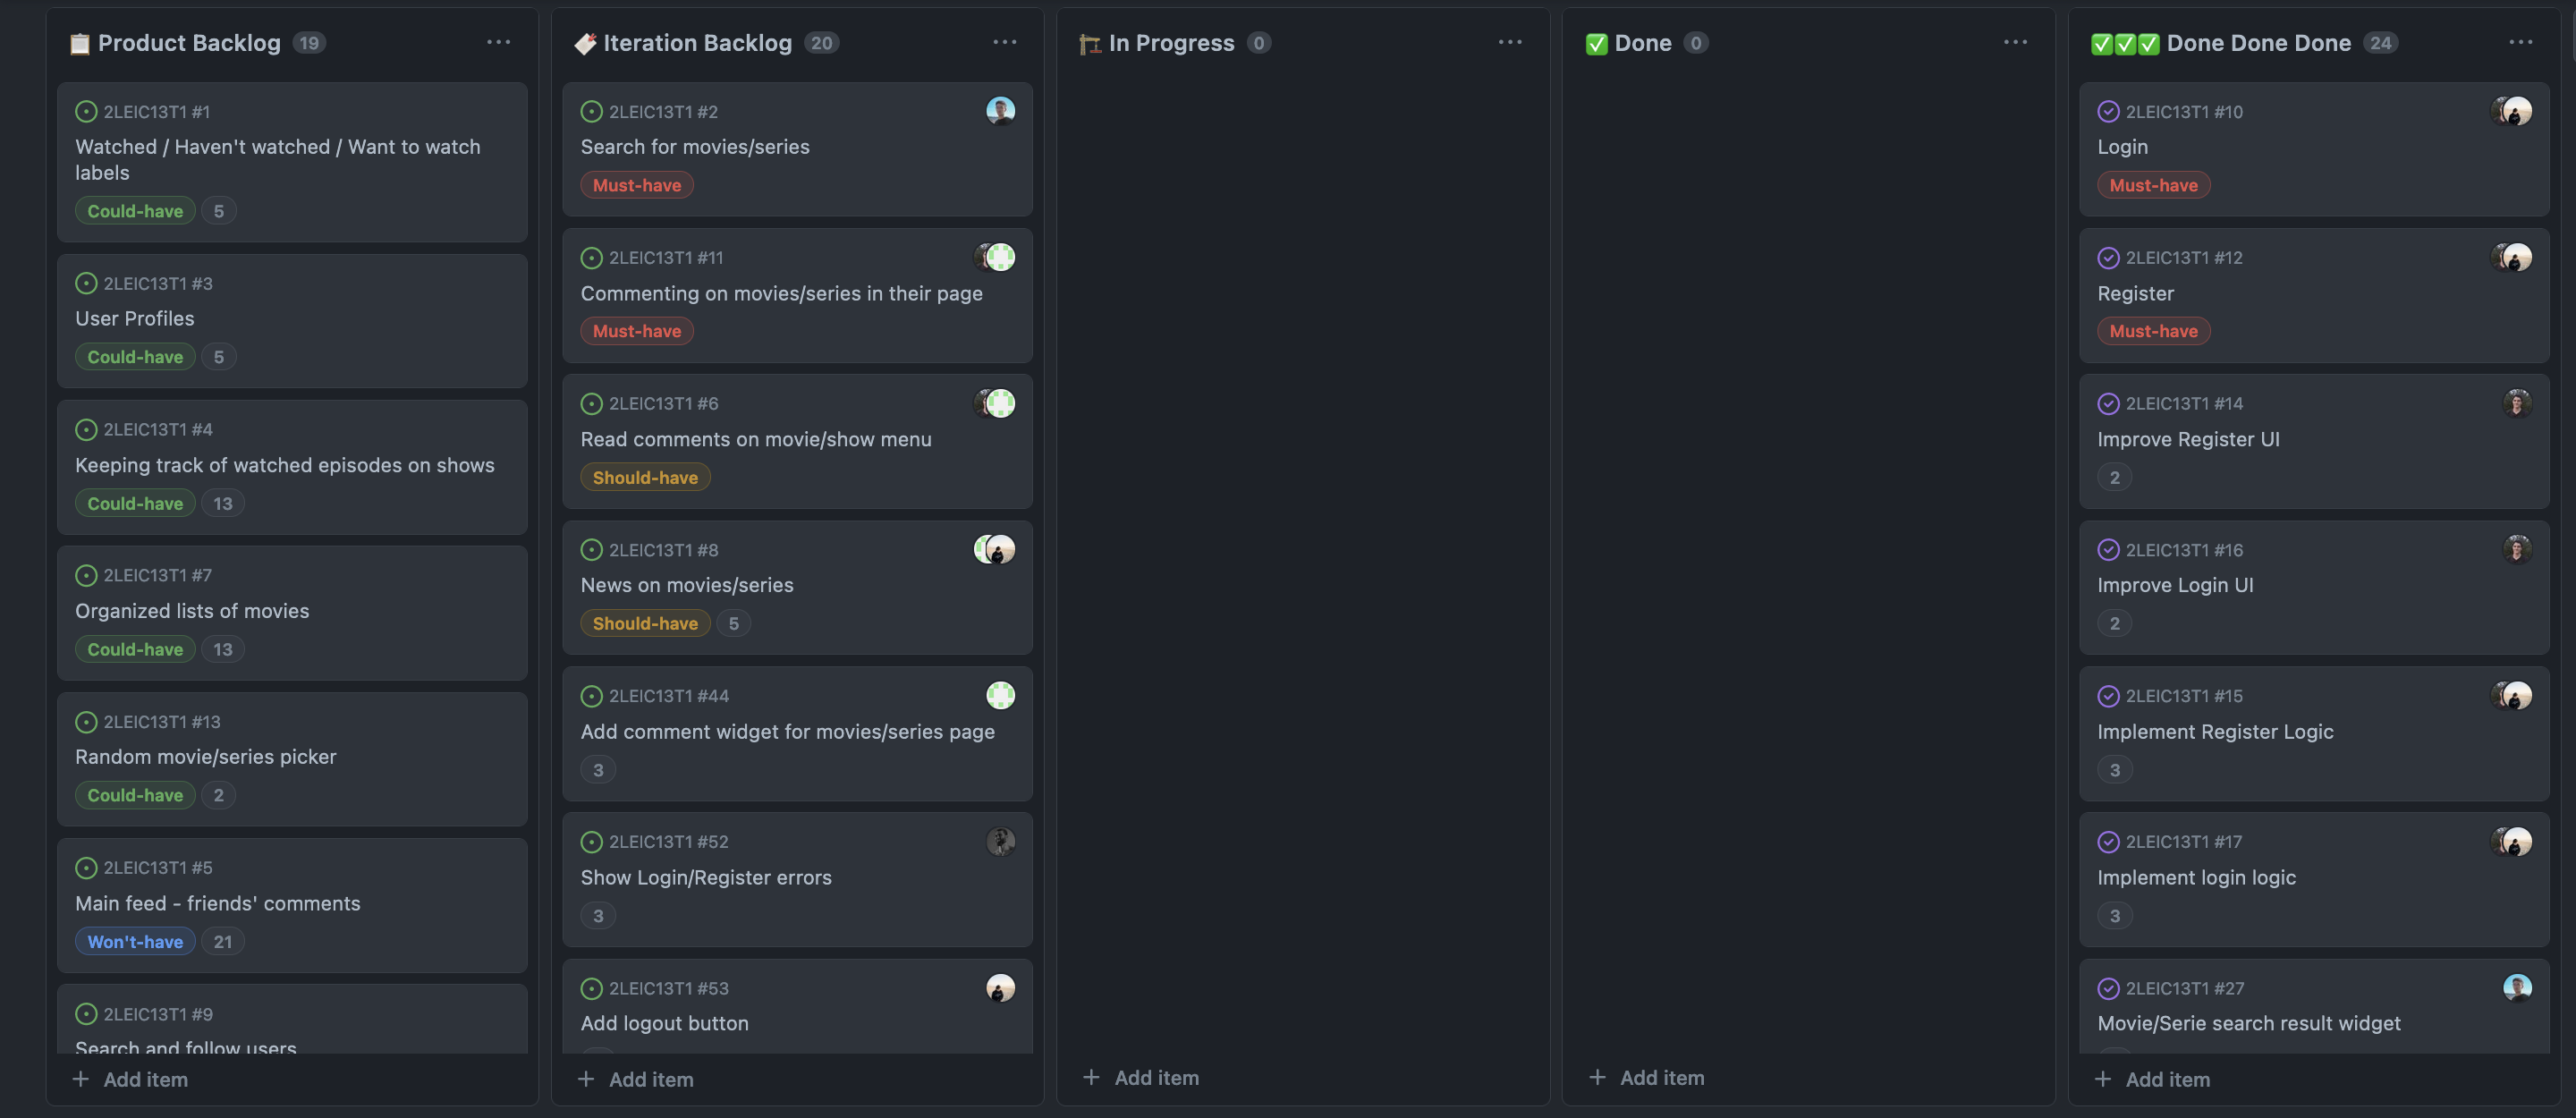 Product Backlog 19
2LEIC13T1 #1
Watched / Haven't watched / Want to watch
labels
Could-have 5
2LEIC13T1 #3
User Profiles
Could-have 5
2LEIC13T1 #4
Keeping track of watched episodes on shows
Could-have 13
2LEIC13T1 #7
Organized lists of movies
Could-have 13
2LEIC13T1 #13
Random movie/series picker
Could-have 2
2LEIC13T1 #5
Main feed - friends' comments
Won't-have 21
2LEIC13T1 #9
Search and follow users
+ Add item
Iteration Backlog 20
2LEIC13T1 #2
Search for movies/series
Must-have
2LEIC13T1 #11
Commenting on movies/series in their page
Must-have
2LEIC13T1 #6
Read comments on movie/show menu
Should-have
2LEIC13T1 #8
News on movies/series
Should-have 5
2LEIC13T1 #44
Add comment widget for movies/series page
3
2LEIC13T1 #52
Show Login/Register errors
3
2LEIC13T1 #53
Add logout button
+ Add item
In Progress 0
+ Add item
Done 0
+ Add item
Done Done Done 24
2LEIC13T1 #10
Login
Must-have
2LEIC13T1 #12
Register
Must-have
2LEIC13T1 #14
Improve Register UI
2
2LEIC13T1 #16
Improve Login UI
2
2LEIC13T1 #15
Implement Register Logic
3
2LEIC13T1 #17
Implement login logic
3
2LEIC13T1 #27
Movie/Serie search result widget
+ Add item